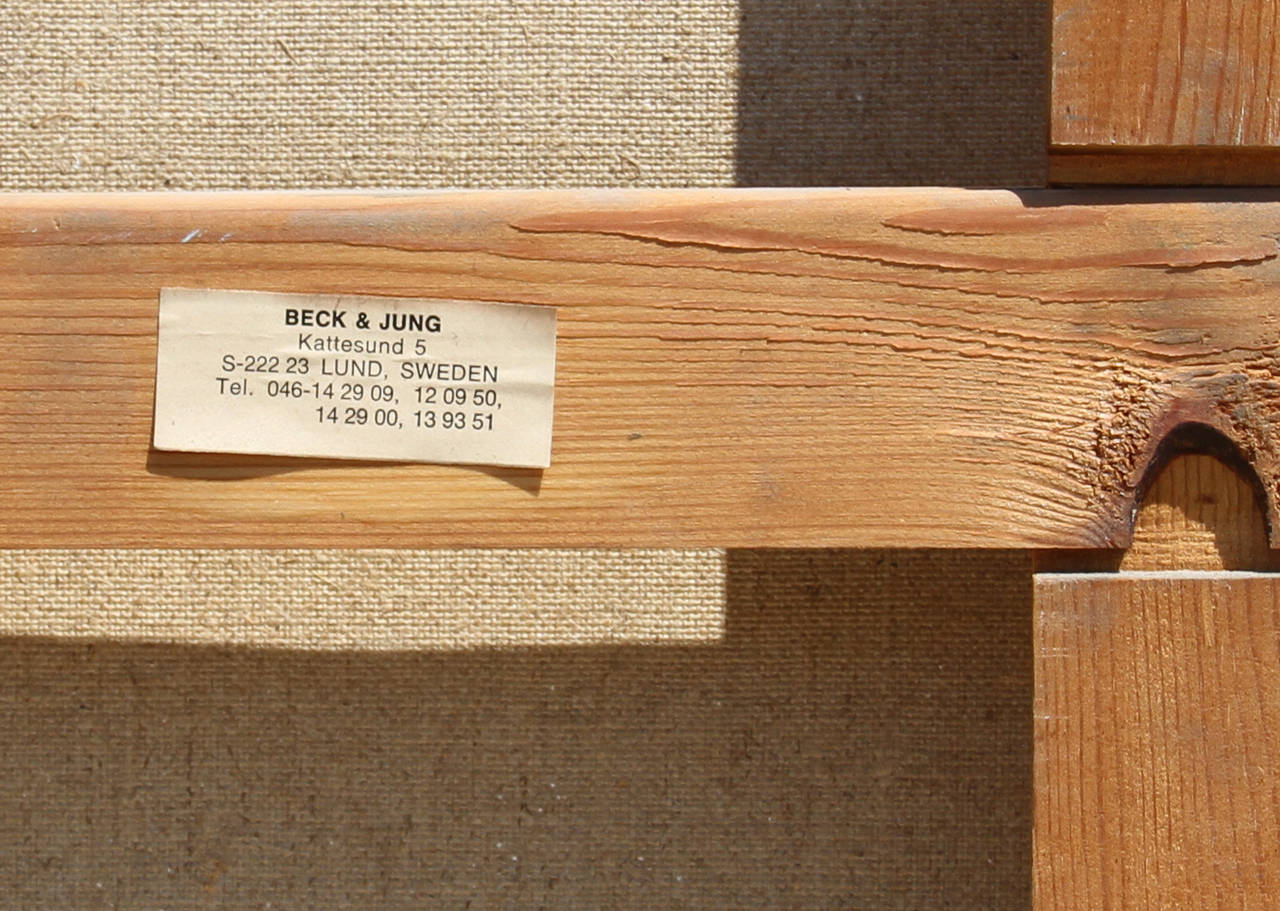 BECK & JUNG
Kattesund 5
S-222 23 LUND, SWEDEN
Tel. 046-14 29 09, 12 09 50,
14 29 00, 13 93 51